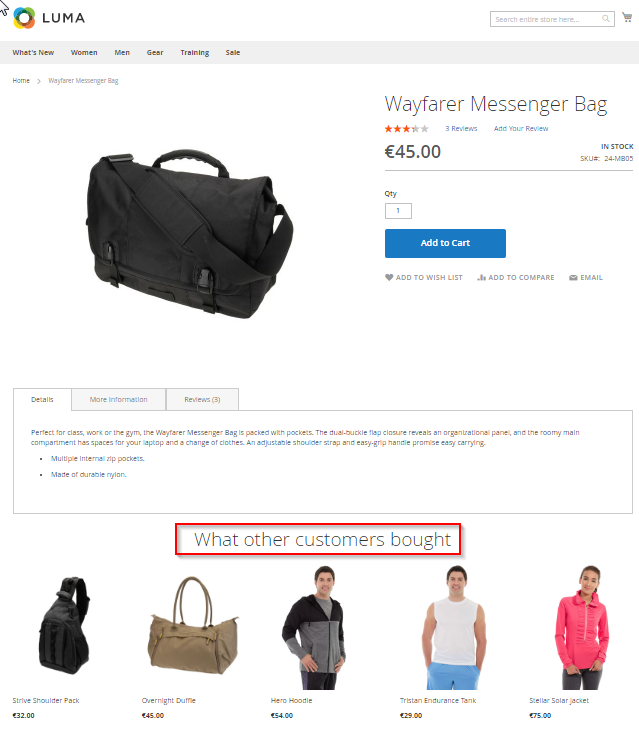 LUMA
Search entire store here...
What's New Women Men Gear Training Sale
Home > Wayfarer Messenger Bag
Wayfarer Messenger Bag
3 Reviews Add Your Review
€45.00
IN STOCK
SKU#: 24-MB05
Qty
1
Add to Cart
ADD TO WISH LIST ADD TO COMPARE EMAIL
Details More Information Reviews (3)
Perfect for class, work or the gym, the Wayfarer Messenger Bag is packed with pockets. The dual-buckle flap closure reveals an organizational panel, and the roomy main
compartment has spaces for your laptop and a change of clothes. An adjustable shoulder strap and easy-grip handle promise easy carrying.
• Multiple internal zip pockets.
• Made of durable nylon.
What other customers bought
Strive Shoulder Pack Overnight Duffle Hero Hoodie Tristan Endurance Tank Stellar Solar Jacket
€32.00 €45.00 €54.00 €29.00 €75.00